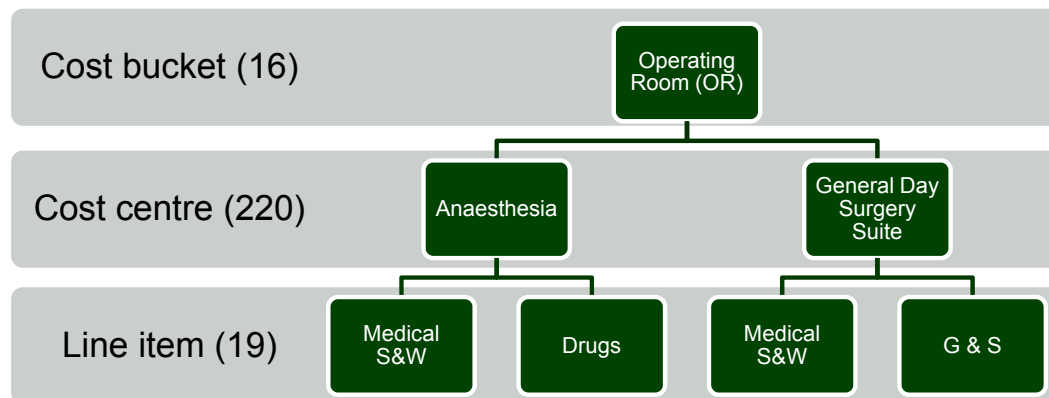 Cost bucket (16)
Operating
Room (OR)
Cost centre (220)
Anaesthesia
General Day
Surgery
Suite
Line item (19)
Medical
S&W
Drugs
Medical
S&W
G & S